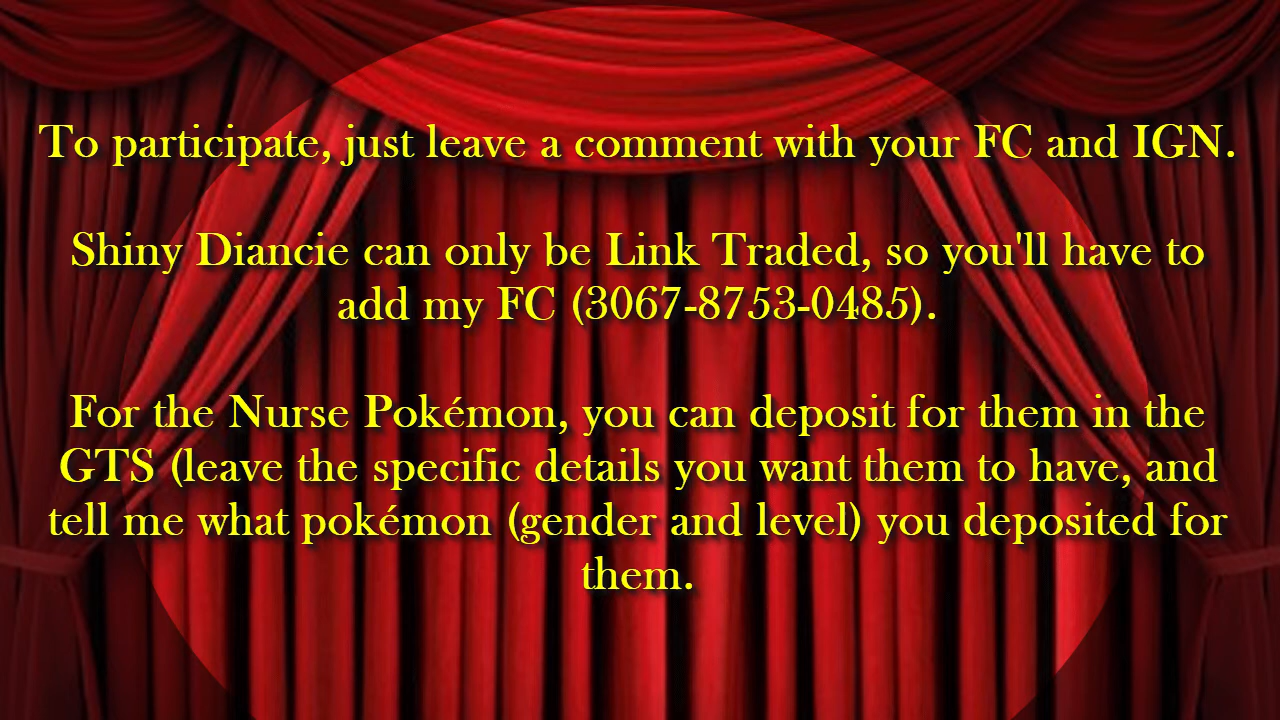 To participate, just leave a comment with your FC and IGN.
Shiny Diancie can only be Link Traded, so you'll have to
add my FC (3067-8753-0485).
For the Nurse Pokémon, you can deposit for them in the
GTS (leave the specific details you want them to have, and
tell me what pokémon (gender and level) you deposited for
them.